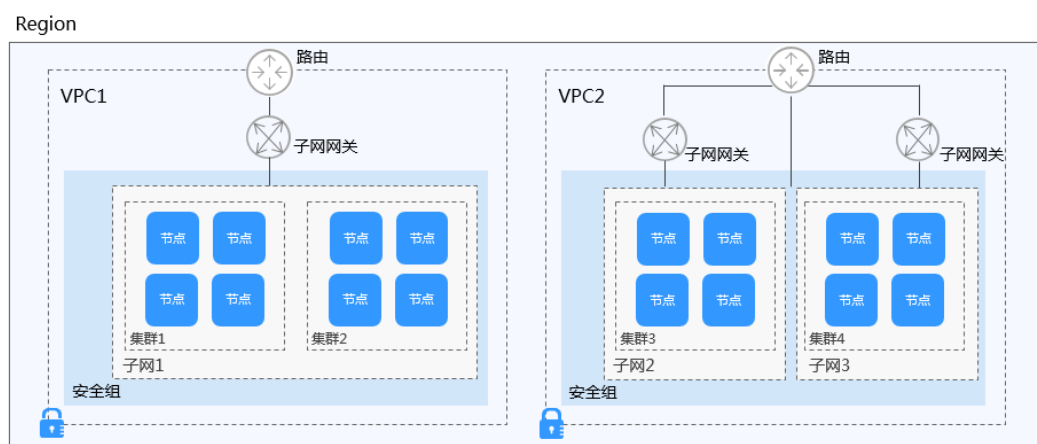 Region
路由
VPC1
子网网关
节点
节点
节点
节点
节点
节点
节点
节点
集群1
集群2
子网1
安全组
路由
VPC2
子网网关
子网网关
节点
节点
节点
节点
节点
节点
节点
节点
集群3
集群4
子网2
子网3
安全组